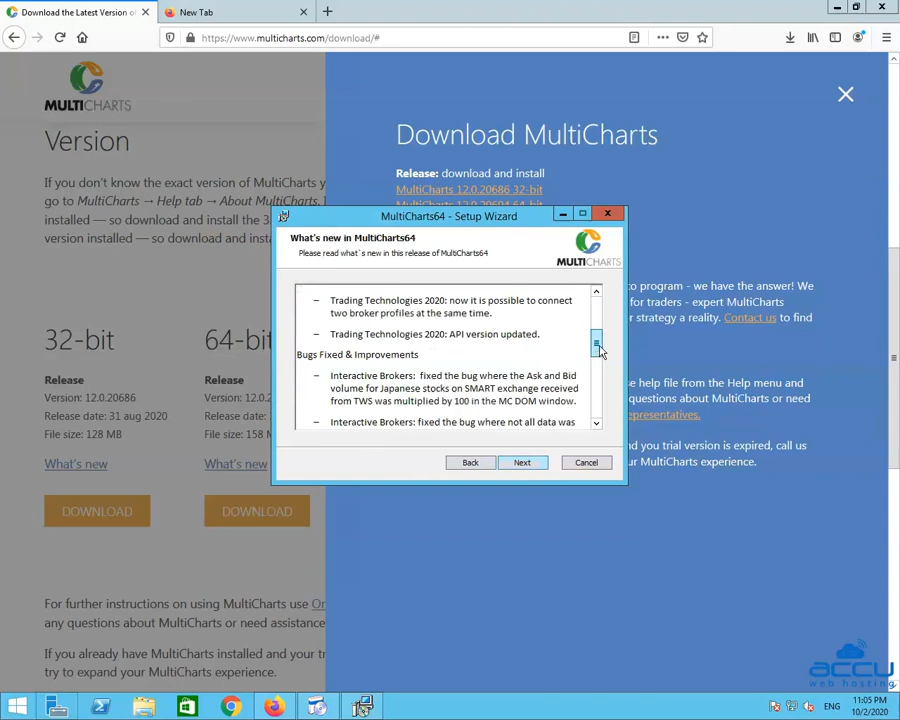 Download the Latest Version o
New Tab
https://www.multicharts.com/download/#
MULTICHARTS
Version
If you don't know the exact version of MultiCharts y
go to MultiCharts → Help tab → About MultiCharts.
installed — so download and install the 3
version installed — so download and insta
32-bit
64-bit
Release
Release
Version: 12.0.20686
Version: 12.0.2
Release date: 31 aug 2020
Release date: 31 a
File size: 128 MB
File size: 158 M
What's new
What's new
DOWNLOAD
DOWNLOAD
For further instructions on using MultiCharts use On
any questions about MultiCharts or need assistance
If you already have MultiCharts installed and your tr
try to expand your MultiCharts experience.
Download MultiCharts
Release: download and install
MultiCharts 12.0.20686 32-bit
MultiCharts 12.0.20694 64-bit
to program - we have the answer! We
for traders - expert MultiCharts
r strategy a reality. Contact us to find
e help file from the Help menu and
questions about MultiCharts or need
epresentatives.
nd you trial version is expired, call us
ur MultiCharts experience.
MultiCharts64 - Setup Wizard
What's new in MultiCharts64
Please read what`s new in this release of MultiCharts64
MULTICHARTS
– Trading Technologies 2020: now it is possible to connect
two broker profiles at the same time.
– Trading Technologies 2020: API version updated.
Bugs Fixed & Improvements
– Interactive Brokers: fixed the bug where the Ask and Bid
volume for Japanese stocks on SMART exchange received
from TWS was multiplied by 100 in the MC DOM window.
– Interactive Brokers: fixed the bug where not all data was
Back
Next
Cancel
accu
web hosting
ENG
11:05 PM
10/2/2020